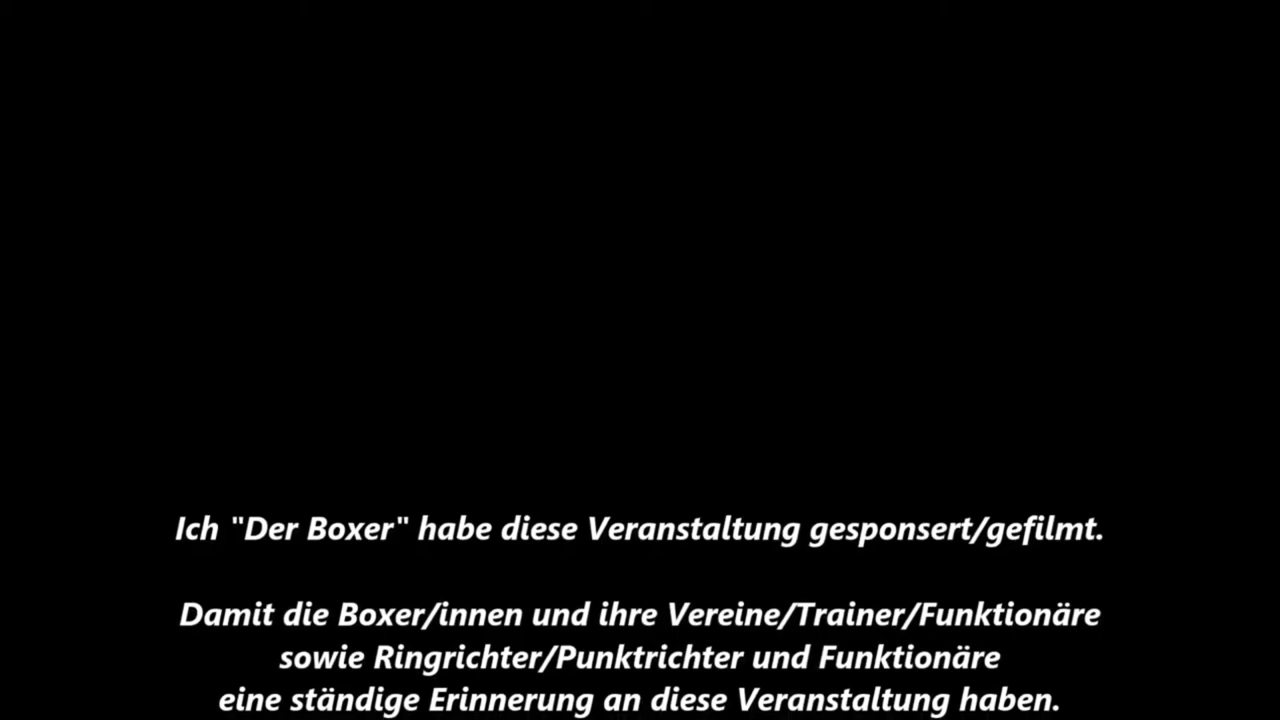 Ich "Der Boxer" habe diese Veranstaltung gesponsert/gefilmt.
Damit die Boxer/innen und ihre Vereine/Trainer/Funktionäre
sowie Ringrichter/Punktrichter und Funktionäre
eine ständige Erinnerung an diese Veranstaltung haben.